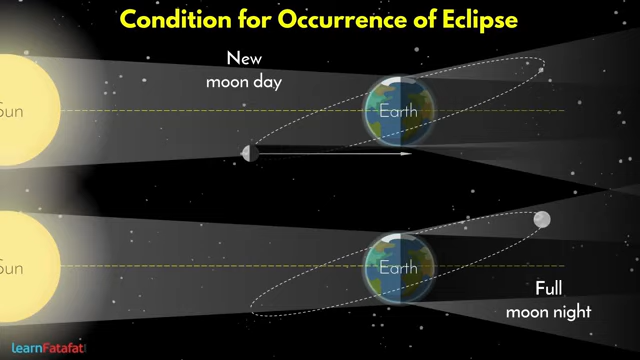 Condition for Occurrence of Eclipse
New
moon day
Sun
Earth
Sun
Earth
Full
moon night
learnFatafat